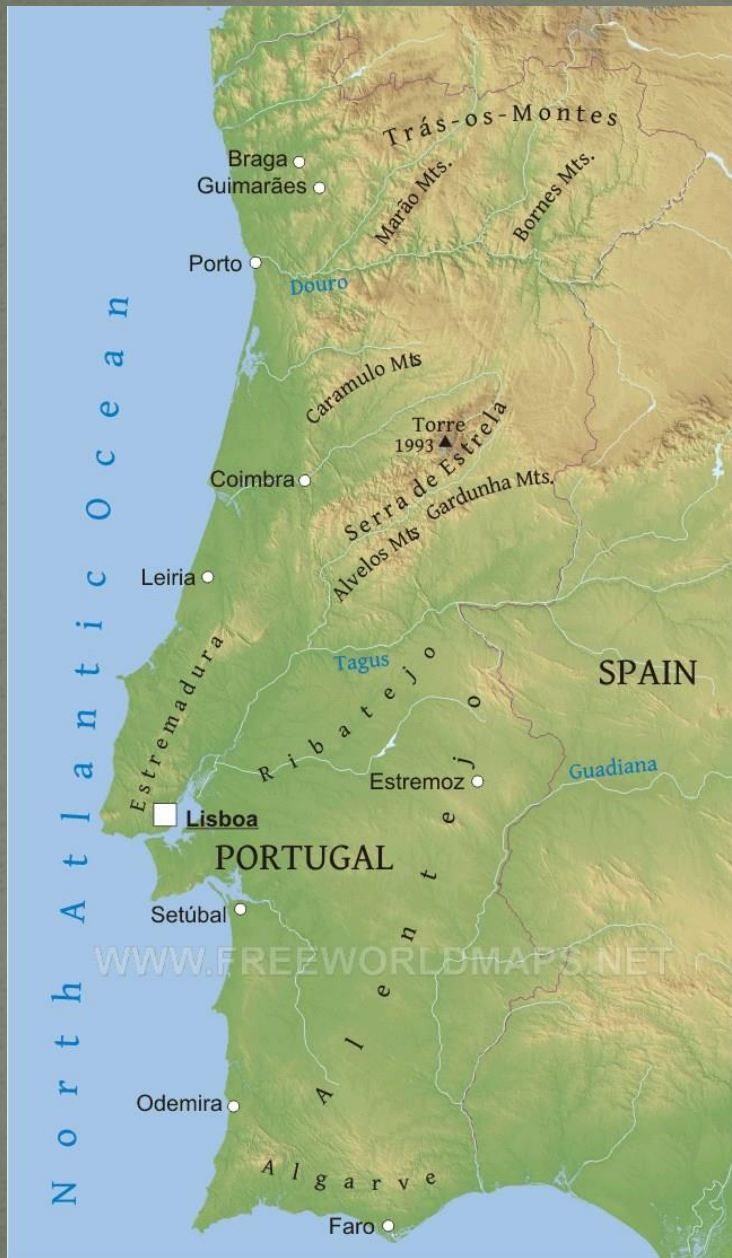 Trás-os-Montes
Braga
Guimarães
Marão Mts.
Bornes Mts.
Porto
Douro
North Atlantic Ocean
Caramulo Mts
Torre
1993
Serra de Estrela
Coimbra
Gardunha Mts.
Alvelos Mts
Leiria
Estremadura
Tagus
Ribatejo
SPAIN
Guadiana
Estremoz
Lisboa
PORTUGAL
Alentejo
Setúbal
WWW.FREEWORLDMAPS.NET
Odemira
Algarve
Faro